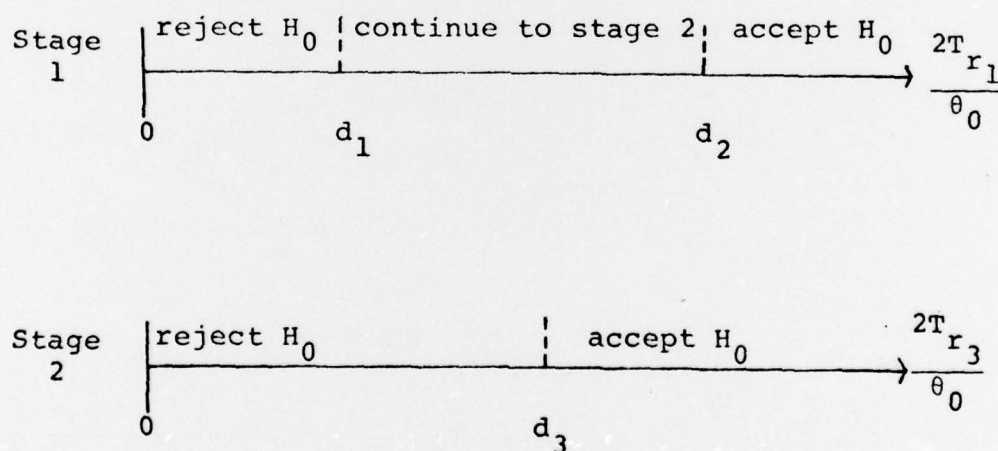 Stage 1 reject H0 continue to stage 2 accept H0 2Tr1/θ0
0 d1 d2
Stage 2 reject H0 accept H0 2Tr3/θ0
0 d3